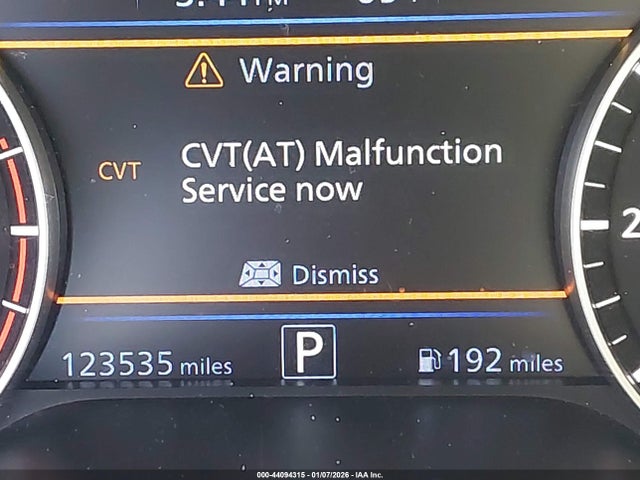 Warning
CVT
CVT(AT) Malfunction
Service now
Dismiss
123535 miles
P
192 miles
2
000-44094315 - 01/07/2026 - IAA Inc.